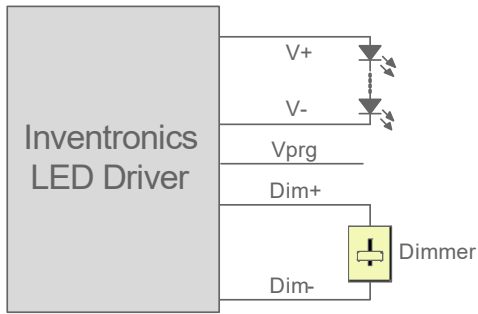 Inventronics
LED Driver
V+
V-
Vprg
Dim+
Dimmer
Dim-